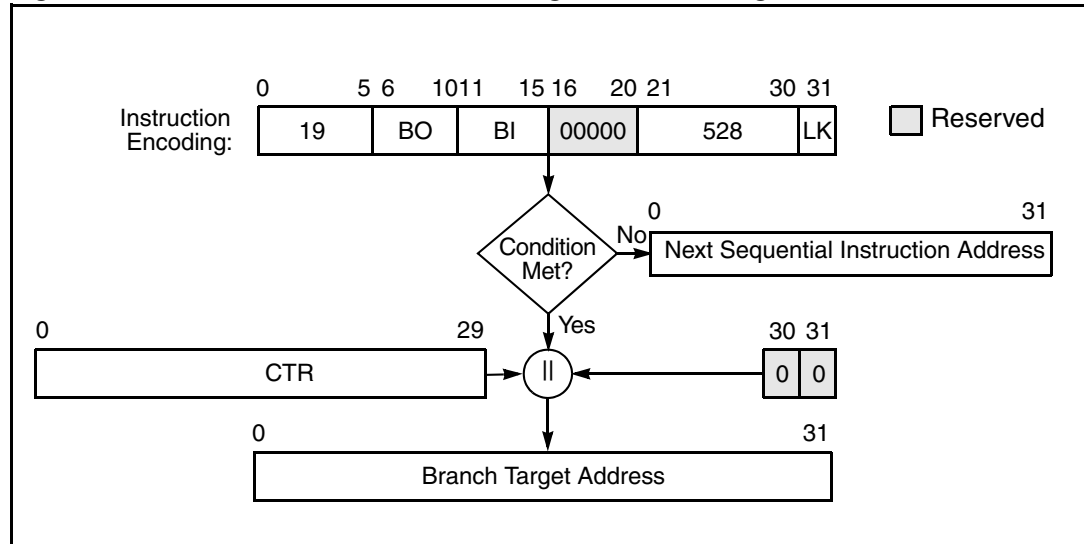 0 5 6 10 11 15 16 20 21 30 31
Instruction
Encoding:
19 BO BI 00000 528 LK
Reserved
0 31
Condition
Met?
No
Next Sequential Instruction Address
Yes
0 29
30 31
CTR
||
0 0
0 31
Branch Target Address